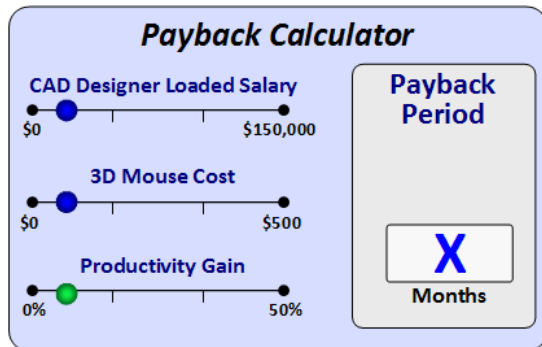 Payback Calculator
CAD Designer Loaded Salary
$0
$150,000
3D Mouse Cost
$0
$500
Productivity Gain
0%
50%
Payback
Period
X
Months